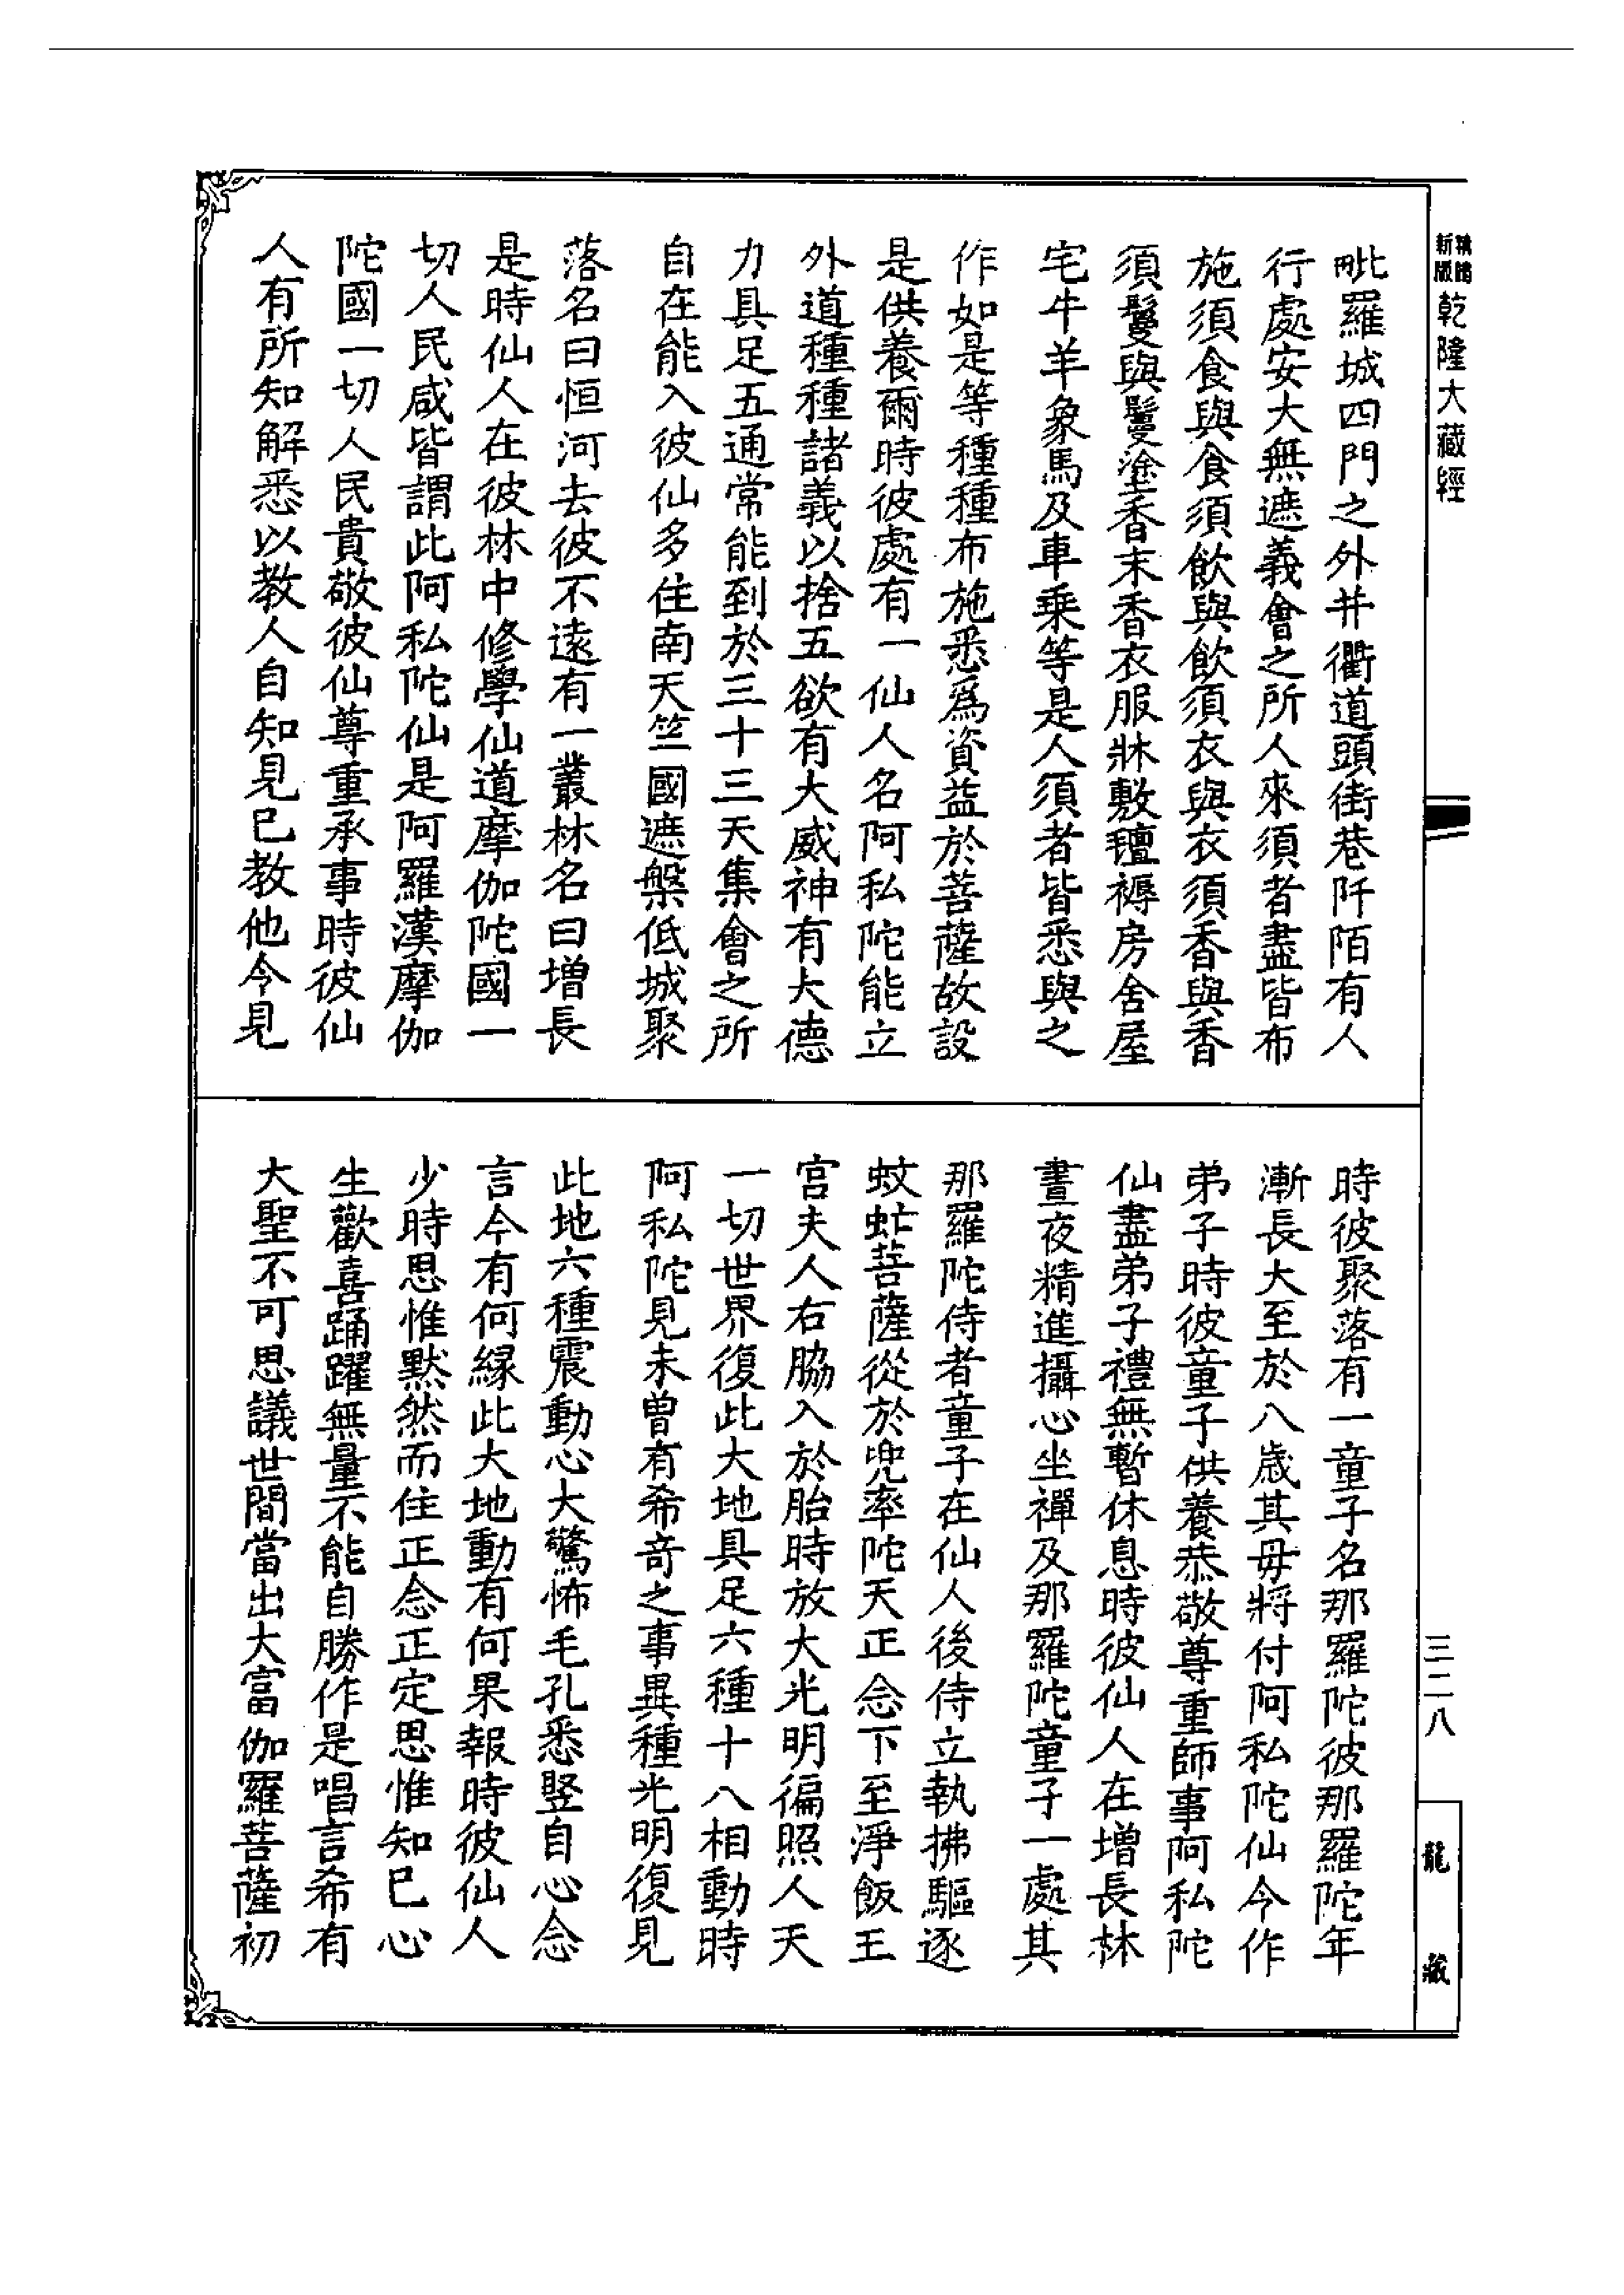 新版
乾隆大藏經
毗羅城四門之外并衢道頭街巷阡陌有人
行處安大無遮義會之所人來須者盡皆布
施須食與食須飲與飲須衣與衣須香與香
須鬘與鬘塗香末香衣服牀敷氈褥房舍屋
宅牛羊象馬及車乘等是人須者皆悉與之
作如是等種種布施悉爲資益於菩薩故設
是供養爾時彼處有一仙人名阿私陀能立
外道種種諸義以捨五欲有大威神有大德
力具足五通常能到於三十三天集會之所
自在能入彼仙多住南天竺國遮槃低城聚
落名曰恒河去彼不遠有一叢林名曰增長
是時仙人在彼林中修學仙道摩伽陀國一
切人民咸皆謂此阿私陀仙是阿羅漢摩伽
陀國一切人民貴敬彼仙尊重承事時彼仙
人有所知解悉以教人自知見已教他今見
時彼聚落有一童子名那羅陀彼那羅陀年
漸長大至於八歲其母將付阿私陀仙令作
弟子時彼童子供養恭敬尊重師事阿私陀
仙盡弟子禮無暫休息時彼仙人在增長林
晝夜精進攝心坐禪及那羅陀童子一處其
那羅陀侍者童子在仙人後侍立執拂驅逐
蚊虻菩薩從於兜率陀天正念下至淨飯王
宮夫人右脇入於胎時放大光明徧照人天
一切世界復此大地具足六種十八相動時
阿私陀見未曾有希奇之事異種光明復見
此地六種震動心大驚怖毛孔悉竪自心念
言今有何緣此大地動有何果報時彼仙人
少時思惟默然而住正念正定思惟知已心
生歡喜踊躍無量不能自勝作是唱言希有
大聖不可思議世間當出大富伽羅菩薩初
三二八
龍藏